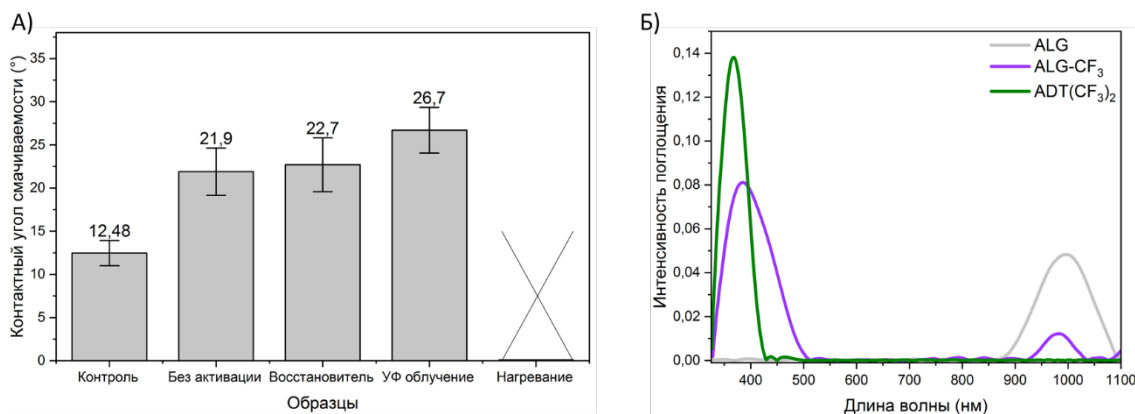 А)
Контактный угол смачиваемости (°)
35
30
25
20
15
10
5
0
12,48
21,9
22,7
26,7
Контроль
Без активации
Восстановитель
УФ облучение
Нагревание
Образцы
Б)
Интенсивность поглощения
0,14
0,12
0,10
0,08
0,06
0,04
0,02
0,00
ALG
ALG-CF₃
ADT(CF₃)₂
400
500
600
700
800
900
1000
1100
Длина волны (нм)